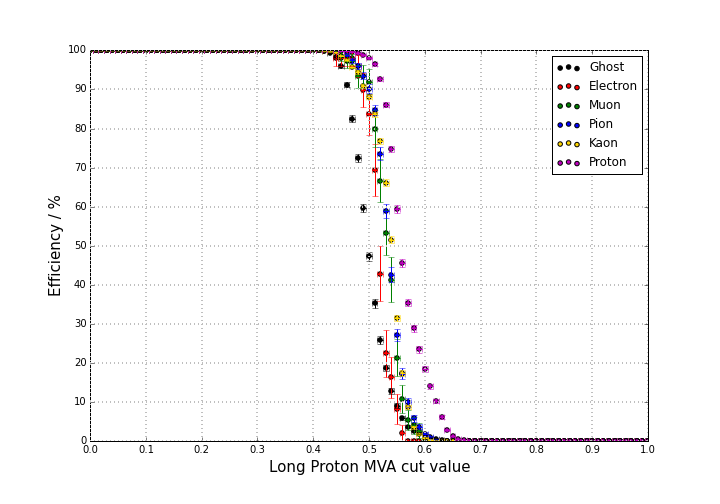 100
90
80
70
60
50
40
30
20
10
0
Efficiency / %
Ghost
Electron
Muon
Pion
Kaon
Proton
0.0 0.1 0.2 0.3 0.4 0.5 0.6 0.7 0.8 0.9 1.0
Long Proton MVA cut value